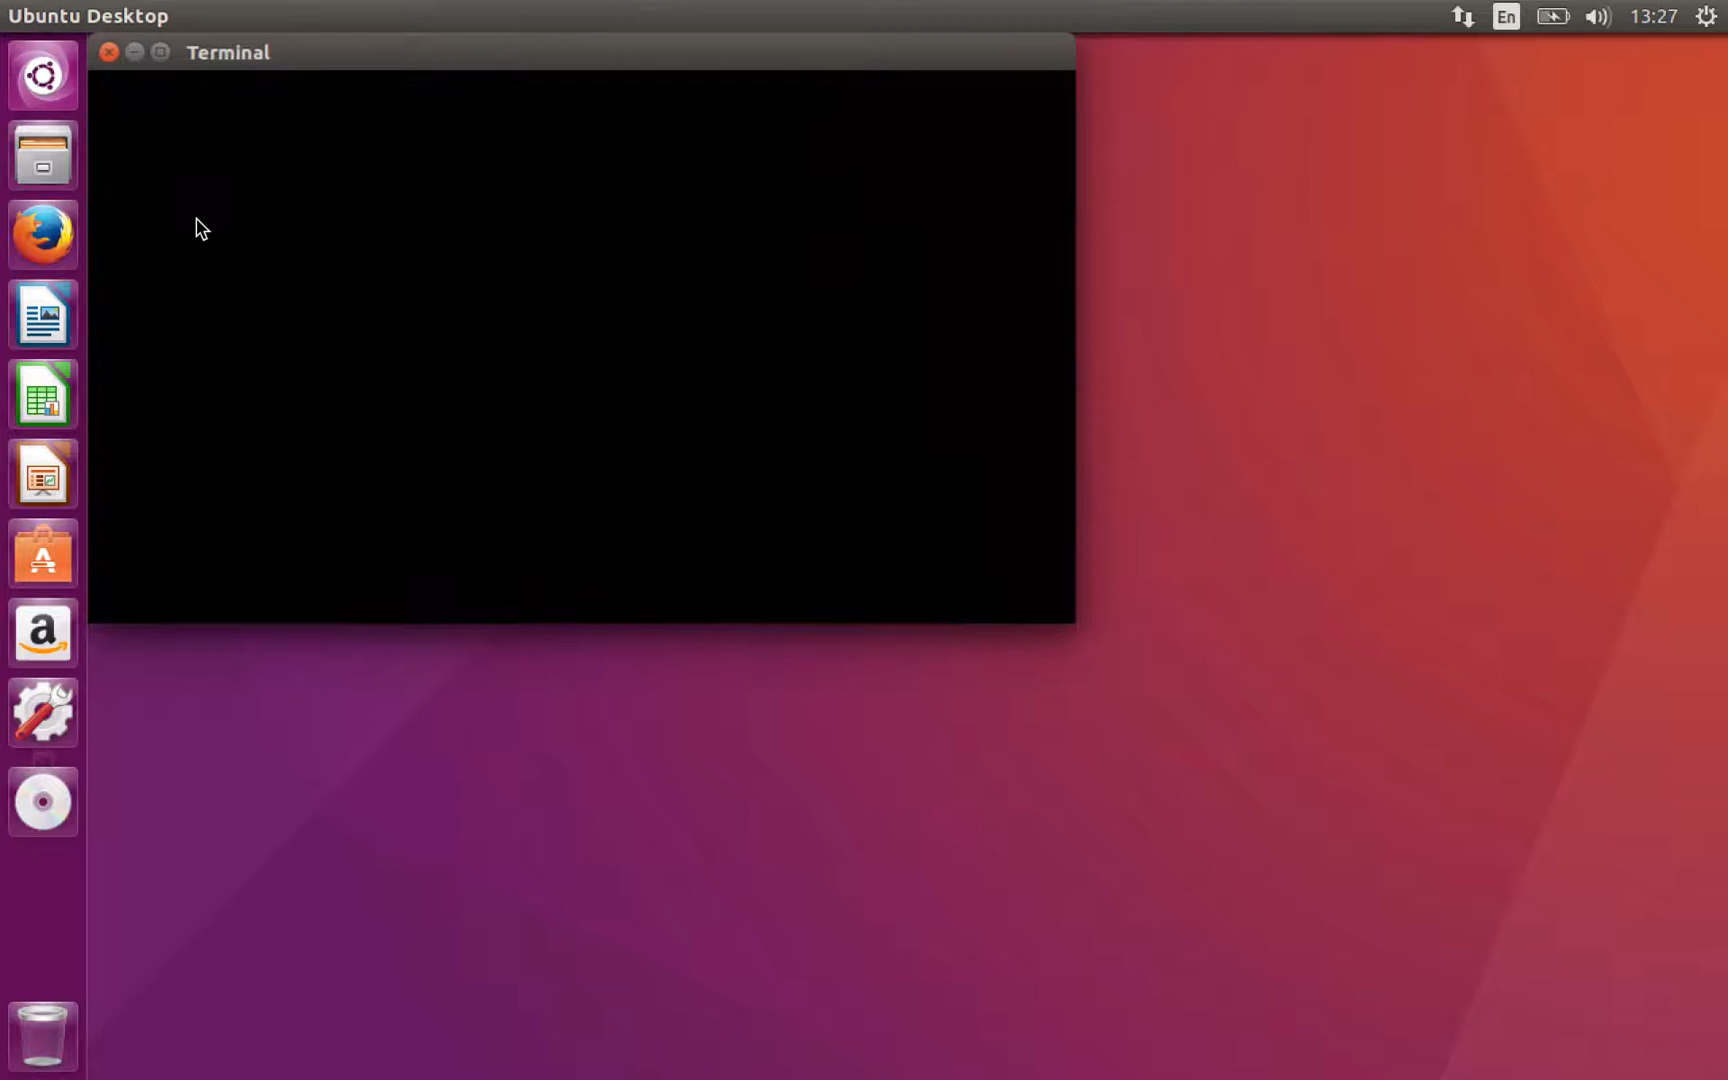 Ubuntu Desktop
En
13:27
Terminal
A
a